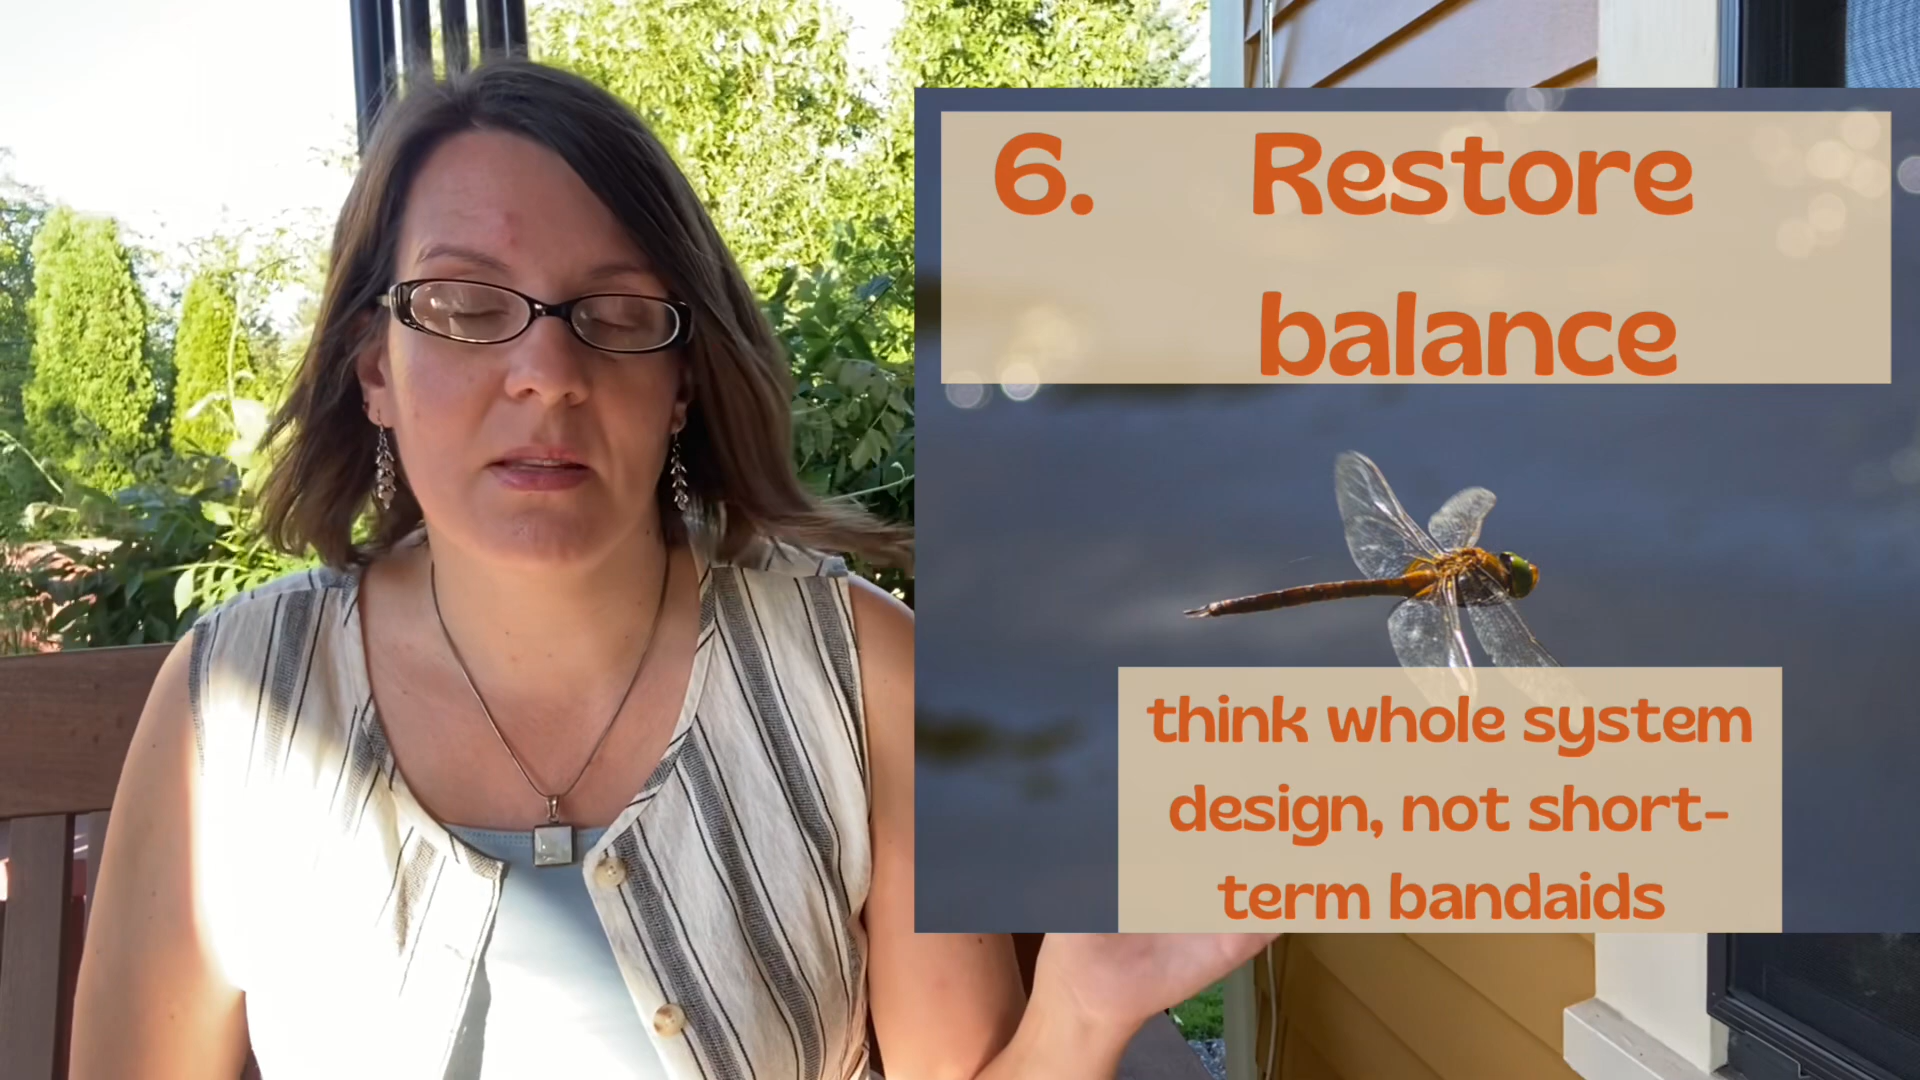 6. Restore
balance
think whole system
design, not short-
term bandaids